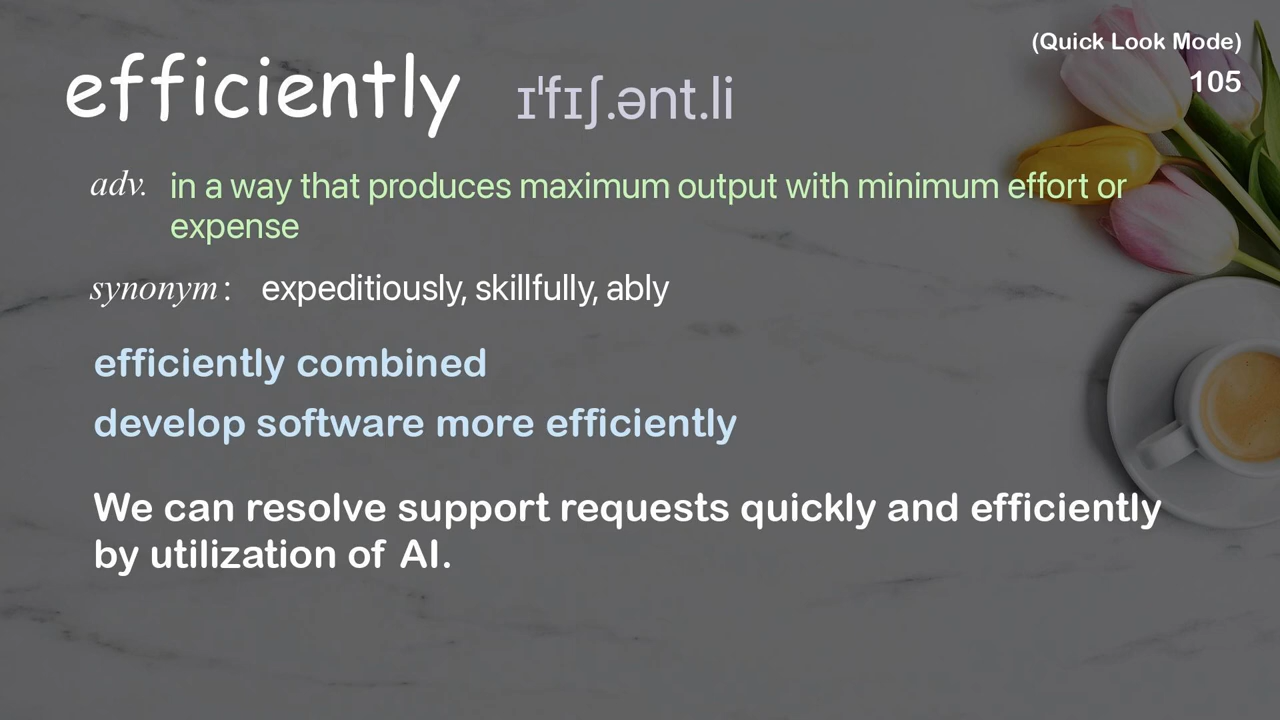 (Quick Look Mode)
efficiently ɪˈfɪʃ.ənt.li
105
adv. in a way that produces maximum output with minimum effort or
expense
synonym: expeditiously, skillfully, ably
efficiently combined
develop software more efficiently
We can resolve support requests quickly and efficiently
by utilization of AI.